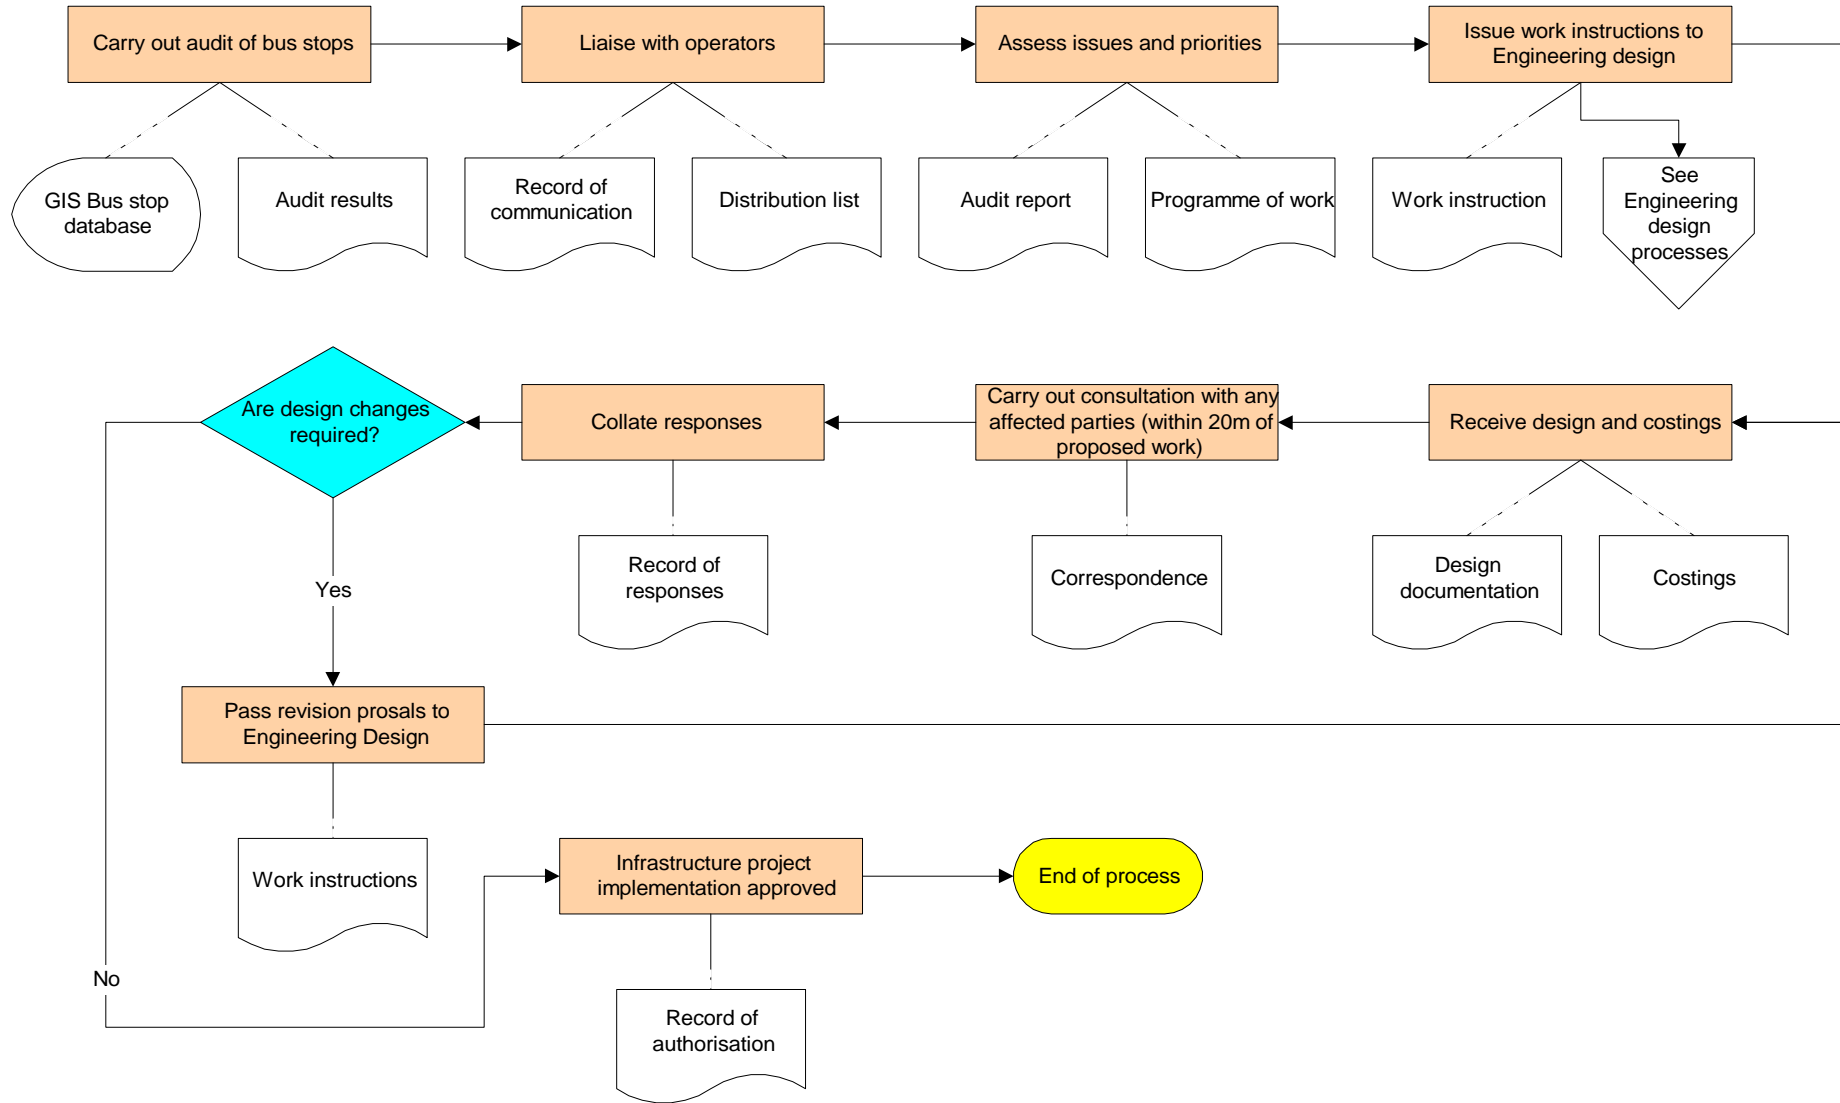 Carry out audit of bus stops
Liaise with operators
Assess issues and priorities
Issue work instructions to
Engineering design
GIS Bus stop
database
Audit results
Record of
communication
Distribution list
Audit report
Programme of work
Work instruction
See
Engineering
design
processes
Are design changes
required?
Collate responses
Carry out consultation with any
affected parties (within 20m of
proposed work)
Receive design and costings
Record of
responses
Correspondence
Design
documentation
Costings
Yes
Pass revision prosals to
Engineering Design
Work instructions
Infrastructure project
implementation approved
End of process
No
Record of
authorisation